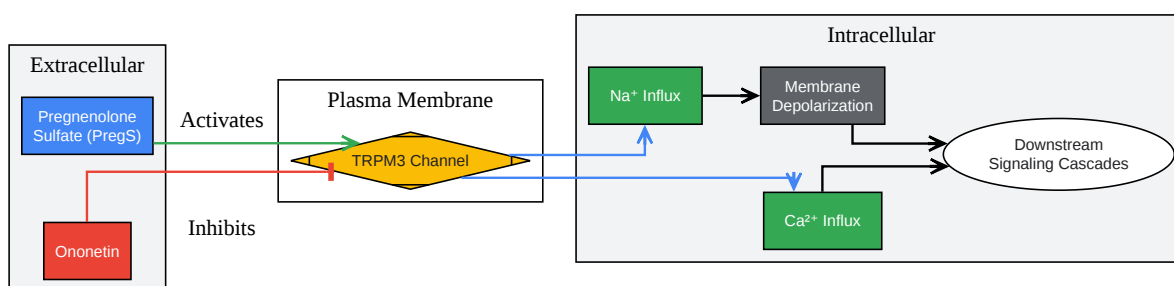 Extracellular
Pregnenolone
Sulfate (PregS)
Ononetin
Activates
Inhibits
Plasma Membrane
TRPM3 Channel
Intracellular
Na⁺ Influx
Membrane
Depolarization
Ca²⁺ Influx
Downstream
Signaling Cascades